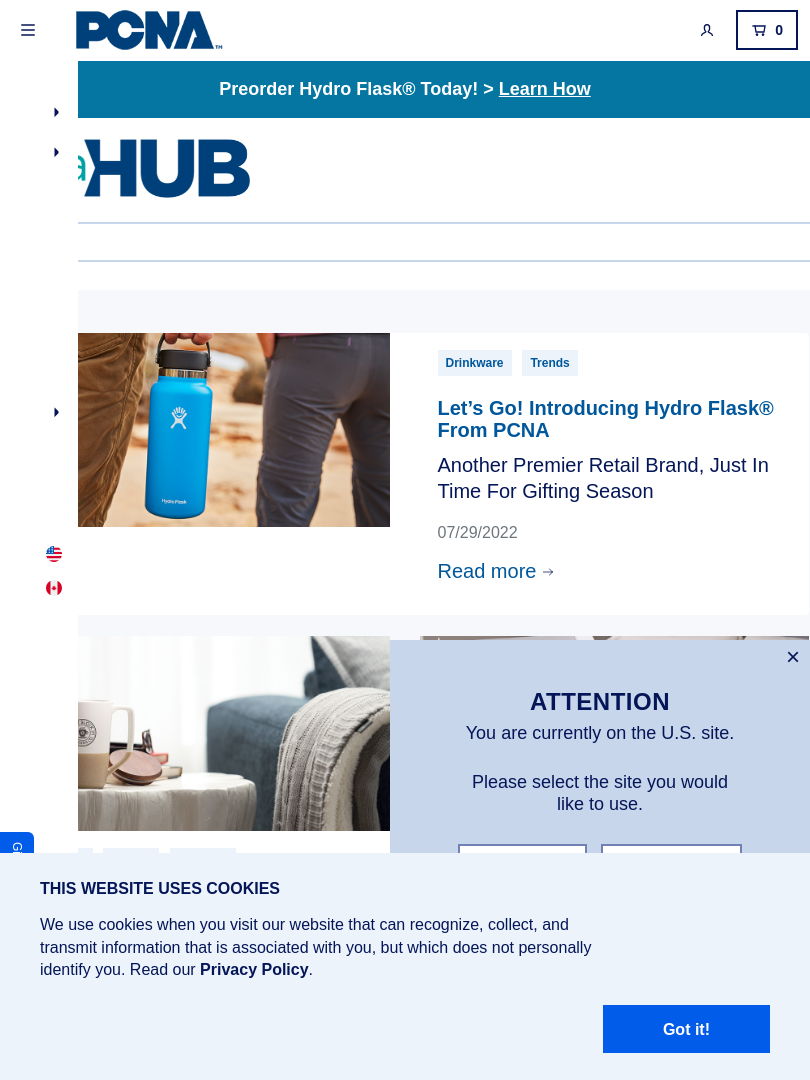 PCNA™
0
Preorder Hydro Flask® Today! > Learn How
HUB
Drinkware
Trends
Let’s Go! Introducing Hydro Flask®
From PCNA
Another Premier Retail Brand, Just In
Time For Gifting Season
07/29/2022
Read more
Hydro Flask
ATTENTION
You are currently on the U.S. site.
Please select the site you would
like to use.
THIS WEBSITE USES COOKIES
We use cookies when you visit our website that can recognize, collect, and
transmit information that is associated with you, but which does not personally
identify you. Read our Privacy Policy.
Got it!